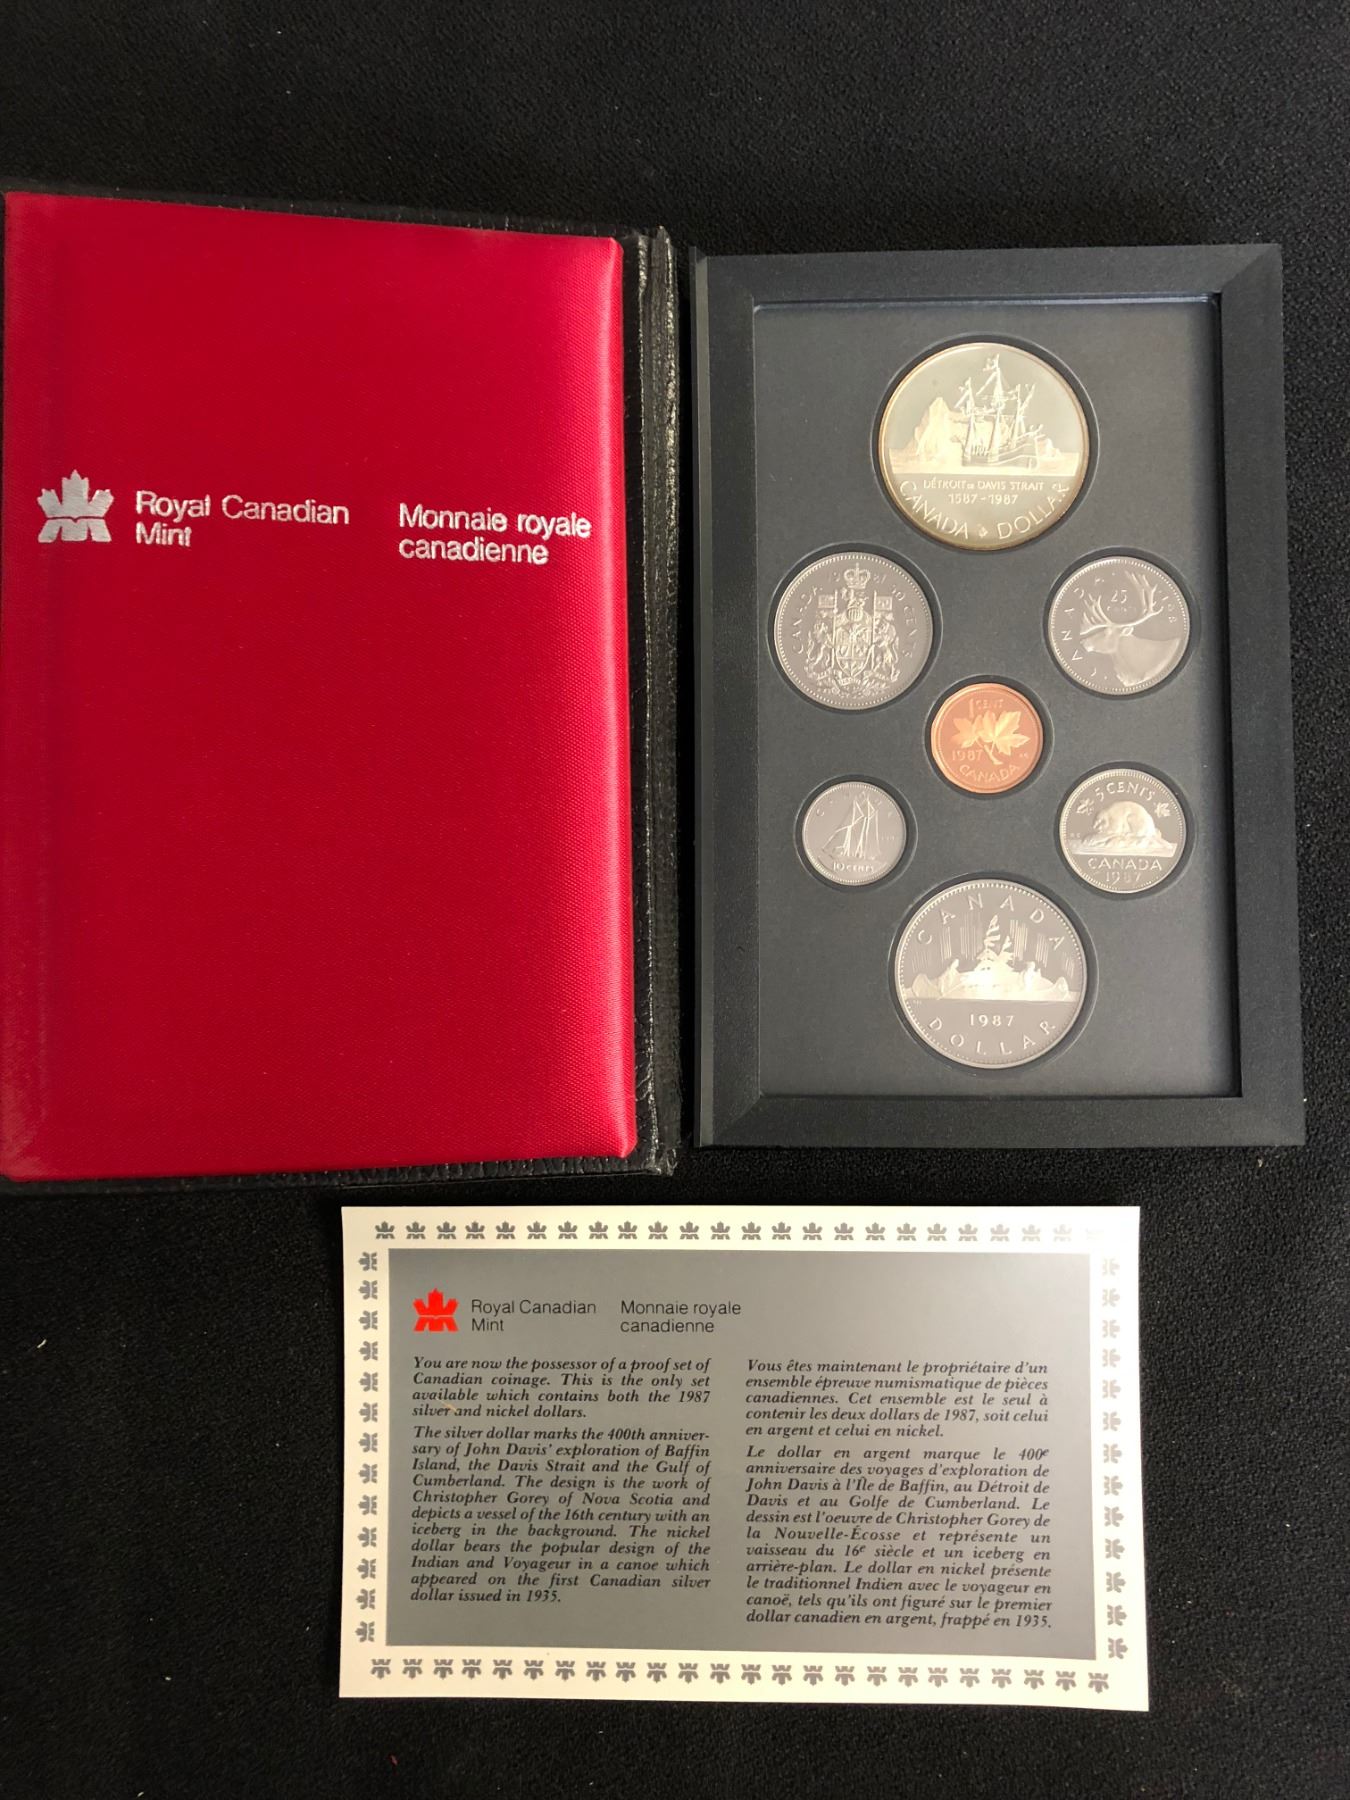 Royal Canadian
Mint
Monnaie royale
canadienne
DÉTROIT DE DAVIS STRAIT
1587-1987
CANADA DOLLAR
1987
CANADA 50 CENTS
CANADA
25
CENTS
1 CENT
1987
CANADA
CANADA
10 CENTS
5 CENTS
CANADA
1987
CANADA
1987
DOLLAR
Royal Canadian
Mint
Monnaie royale
canadienne
You are now the possessor of a proof set of
Canadian coinage. This is the only set
available which contains both the 1987
silver and nickel dollars.
The silver dollar marks the 400th anniver-
sary of John Davis' exploration of Baffin
Island, the Davis Strait and the Gulf of
Cumberland. The design is the work of
Christopher Gorey of Nova Scotia and
depicts a vessel of the 16th century with an
iceberg in the background. The nickel
dollar bears the popular design of the
Indian and Voyageur in a canoe which
appeared on the first Canadian silver
dollar issued in 1935.
Vous êtes maintenant le propriétaire d'un
ensemble épreuve numismatique de pièces
canadiennes. Cet ensemble est le seul à
contenir les deux dollars de 1987, soit celui
en argent et celui en nickel.
Le dollar en argent marque le 400e
anniversaire des voyages d'exploration de
John Davis à l'Île de Baffin, au Détroit de
Davis et au Golfe de Cumberland. Le
dessin est l'oeuvre de Christopher Gorey de
la Nouvelle-Écosse et représente un
vaisseau du 16e siècle et un iceberg en
arrière-plan. Le dollar en nickel présente
le traditionnel Indien avec le voyageur en
canoë, tels qu'ils ont figuré sur le premier
dollar canadien en argent, frappé en 1935.